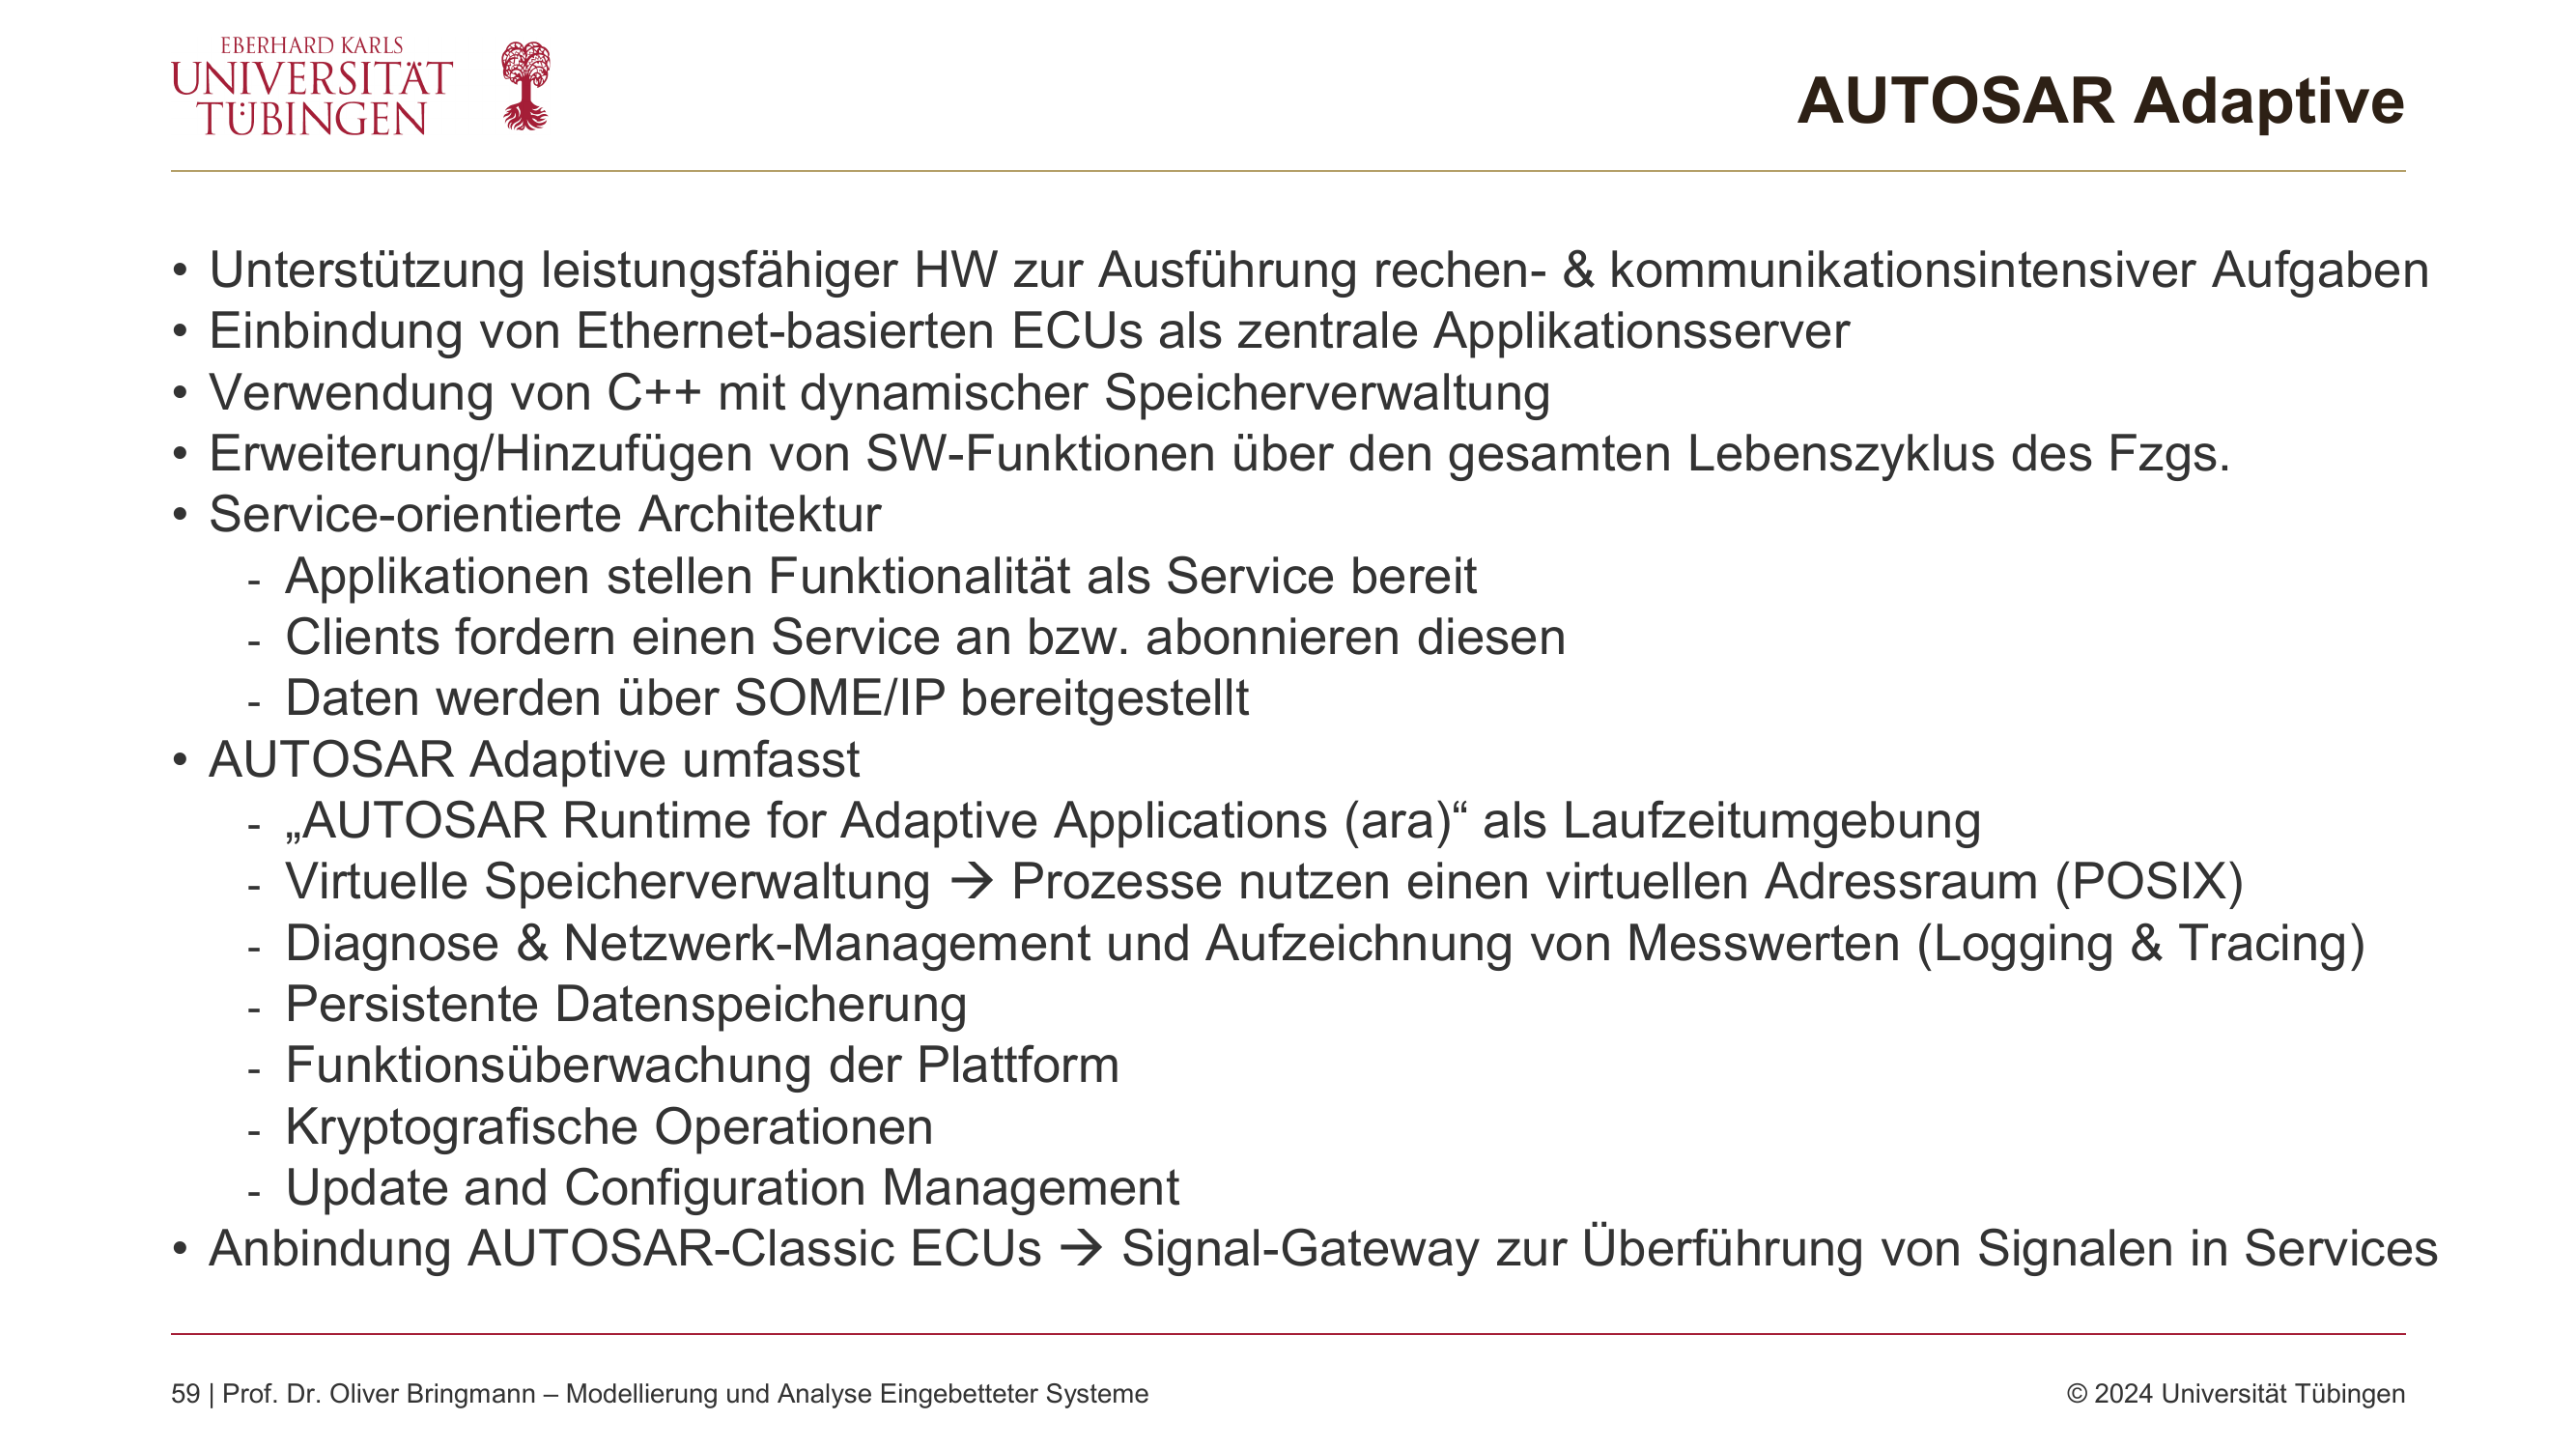 EBERHARD KARLS
UNIVERSITÄT
TÜBINGEN
AUTOSAR Adaptive
• Unterstützung leistungsfähiger HW zur Ausführung rechen- & kommunikationsintensiver Aufgaben
• Einbindung von Ethernet-basierten ECUs als zentrale Applikationsserver
• Verwendung von C++ mit dynamischer Speicherverwaltung
• Erweiterung/Hinzufügen von SW-Funktionen über den gesamten Lebenszyklus des Fzgs.
• Service-orientierte Architektur
- Applikationen stellen Funktionalität als Service bereit
- Clients fordern einen Service an bzw. abonnieren diesen
- Daten werden über SOME/IP bereitgestellt
• AUTOSAR Adaptive umfasst
- „AUTOSAR Runtime for Adaptive Applications (ara)“ als Laufzeitumgebung
- Virtuelle Speicherverwaltung → Prozesse nutzen einen virtuellen Adressraum (POSIX)
- Diagnose & Netzwerk-Management und Aufzeichnung von Messwerten (Logging & Tracing)
- Persistente Datenspeicherung
- Funktionsüberwachung der Plattform
- Kryptografische Operationen
- Update and Configuration Management
• Anbindung AUTOSAR-Classic ECUs → Signal-Gateway zur Überführung von Signalen in Services
59 | Prof. Dr. Oliver Bringmann – Modellierung und Analyse Eingebetteter Systeme
© 2024 Universität Tübingen